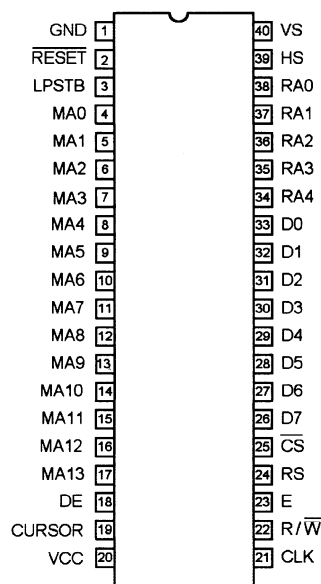 GND 1 40 VS
R̅E̅S̅E̅T̅ 2 39 HS
LPSTB 3 38 RA0
MA0 4 37 RA1
MA1 5 36 RA2
MA2 6 35 RA3
MA3 7 34 RA4
MA4 8 33 D0
MA5 9 32 D1
MA6 10 31 D2
MA7 11 30 D3
MA8 12 29 D4
MA9 13 28 D5
MA10 14 27 D6
MA11 15 26 D7
MA12 16 25 C̅S̅
MA13 17 24 RS
DE 18 23 E
CURSOR 19 22 R/W̅
VCC 20 21 CLK